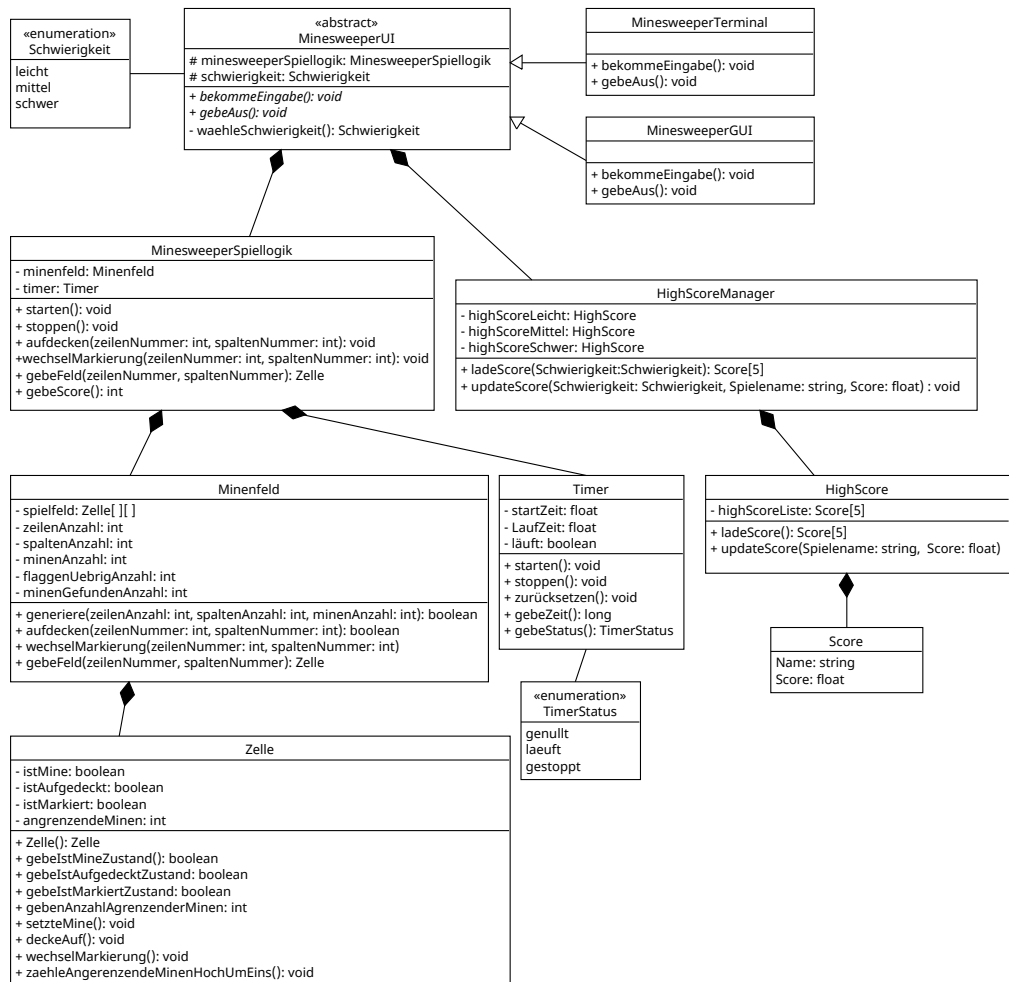 «enumeration»
Schwierigkeit
leicht
mittel
schwer
«abstract»
MinesweeperUI
# minesweeperSpiellogik: MinesweeperSpiellogik
# schwierigkeit: Schwierigkeit
+ bekommeEingabe(): void
+ gebeAus(): void
- waehleSchwierigkeit(): Schwierigkeit
MinesweeperTerminal
+ bekommeEingabe(): void
+ gebeAus(): void
MinesweeperGUI
+ bekommeEingabe(): void
+ gebeAus(): void
MinesweeperSpiellogik
- minenfeld: Minenfeld
- timer: Timer
+ starten(): void
+ stoppen(): void
+ aufdecken(zeilenNummer: int, spaltenNummer: int): void
+wechselMarkierung(zeilenNummer: int, spaltenNummer: int): void
+ gebeFeld(zeilenNummer, spaltenNummer): Zelle
+ gebeScore(): int
HighScoreManager
- highScoreLeicht: HighScore
- highScoreMittel: HighScore
- highScoreSchwer: HighScore
+ ladeScore(Schwierigkeit:Schwierigkeit): Score[5]
+ updateScore(Schwierigkeit: Schwierigkeit, Spielename: string, Score: float) : void
Minenfeld
- spielfeld: Zelle[ ][ ]
- zeilenAnzahl: int
- spaltenAnzahl: int
- minenAnzahl: int
- flaggenUebrigAnzahl: int
- minenGefundenAnzahl: int
+ generiere(zeilenAnzahl: int, spaltenAnzahl: int, minenAnzahl: int): boolean
+ aufdecken(zeilenNummer: int, spaltenNummer: int): boolean
+ wechselMarkierung(zeilenNummer: int, spaltenNummer: int)
+ gebeFeld(zeilenNummer, spaltenNummer): Zelle
Timer
- startZeit: float
- LaufZeit: float
- läuft: boolean
+ starten(): void
+ stoppen(): void
+ zurücksetzen(): void
+ gebeZeit(): long
+ gebeStatus(): TimerStatus
HighScore
- highScoreListe: Score[5]
+ ladeScore(): Score[5]
+ updateScore(Spielename: string,  Score: float)
Score
Name: string
Score: float
«enumeration»
TimerStatus
genullt
laeuft
gestoppt
Zelle
- istMine: boolean
- istAufgedeckt: boolean
- istMarkiert: boolean
- angrenzendeMinen: int
+ Zelle(): Zelle
+ gebeIstMineZustand(): boolean
+ gebeIstAufgedecktZustand: boolean
+ gebeIstMarkiertZustand: boolean
+ gebenAnzahlAgrenzenderMinen: int
+ setzteMine(): void
+ deckeAuf(): void
+ wechselMarkierung(): void
+ zaehleAngerenzendeMinenHochUmEins(): void